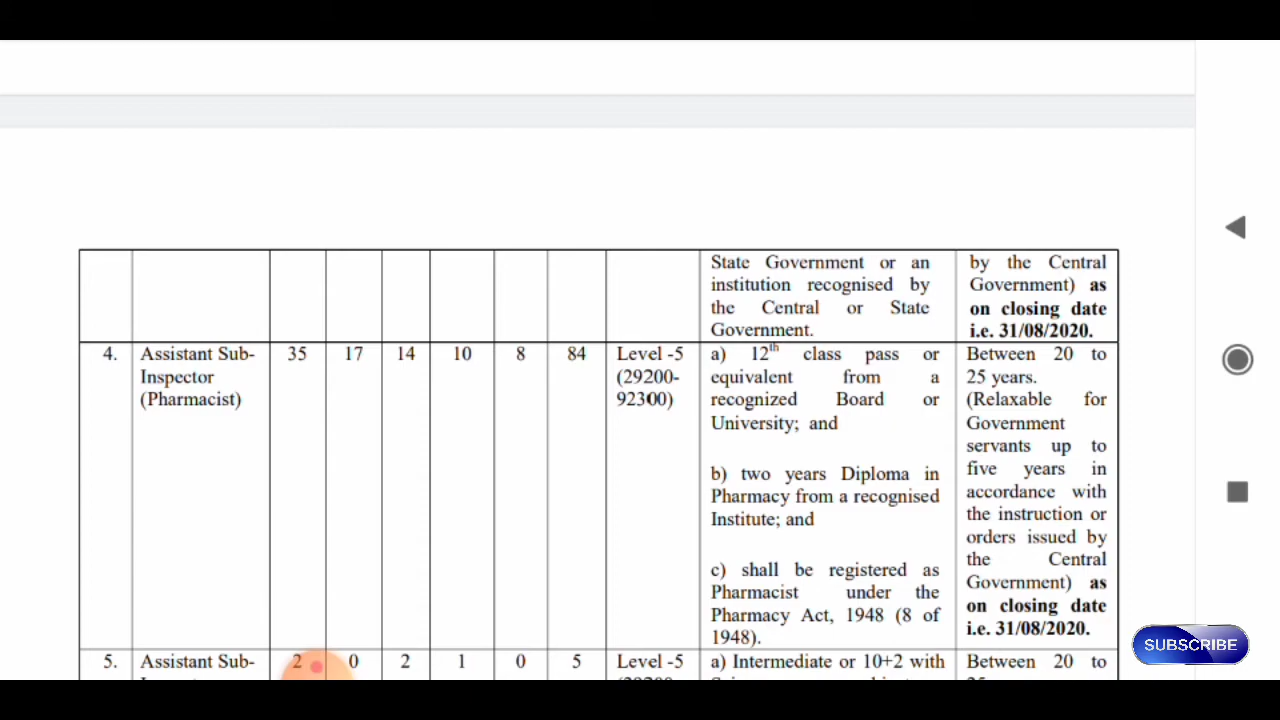 State Government or an
institution recognised by
the Central or State
Government.
by the Central
Government) as
on closing date
i.e. 31/08/2020.
4.
Assistant Sub-
Inspector
(Pharmacist)
35
17
14
10
8
84
Level -5
(29200-
92300)
a) 12th class pass or
equivalent from a
recognized Board or
University; and
b) two years Diploma in
Pharmacy from a recognised
Institute; and
c) shall be registered as
Pharmacist under the
Pharmacy Act, 1948 (8 of
1948).
Between 20 to
25 years.
(Relaxable for
Government
servants up to
five years in
accordance with
the instruction or
orders issued by
the Central
Government) as
on closing date
i.e. 31/08/2020.
5.
Assistant Sub-
2
0
2
1
0
5
Level -5
a) Intermediate or 10+2 with
Between 20 to
SUBSCRIBE